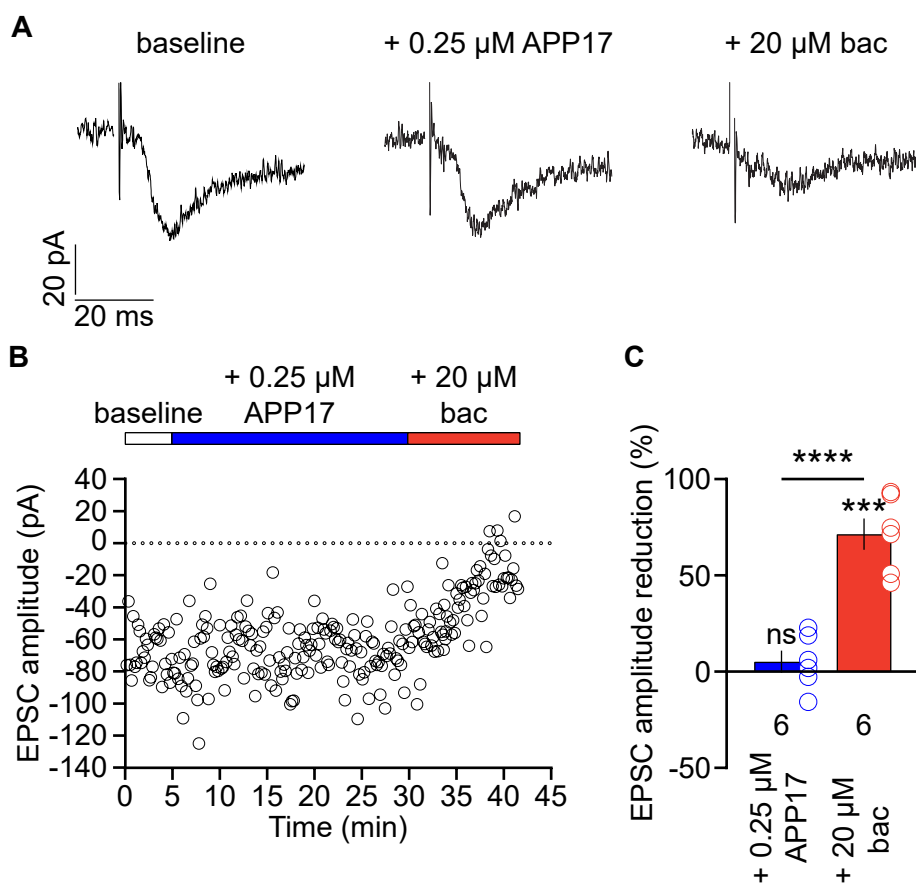 A
baseline
+ 0.25 µM APP17
+ 20 µM bac
20 pA
20 ms
B
+ 0.25 µM
APP17
+ 20 µM
bac
baseline
EPSC amplitude (pA)
40
20
0
-20
-40
-60
-80
-100
-120
-140
0 5 10 15 20 25 30 35 40 45
Time (min)
C
EPSC amplitude reduction (%)
100
50
0
-50
****
***
ns
6
6
+ 0.25 µM
APP17
+ 20 µM
bac